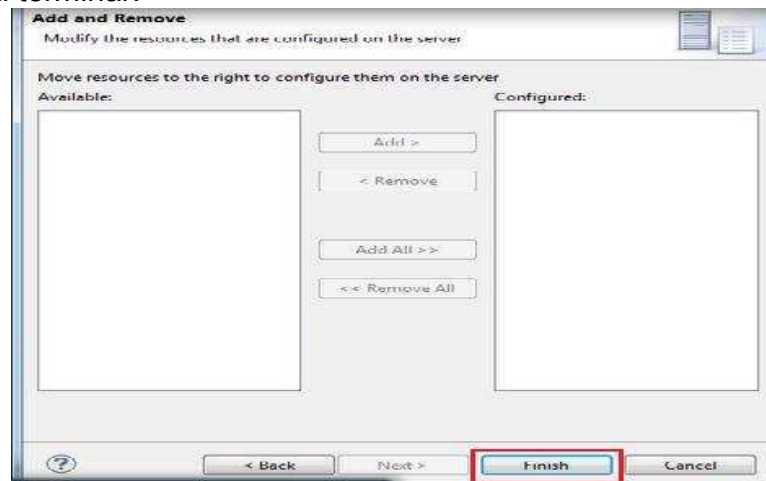 terminal.
Add and Remove
Modify the resources that are configured on the server
Move resources to the right to configure them on the server
Available:
Configured:
Add >
< Remove
Add All >>
<< Remove All
?
< Back
Next >
Finish
Cancel